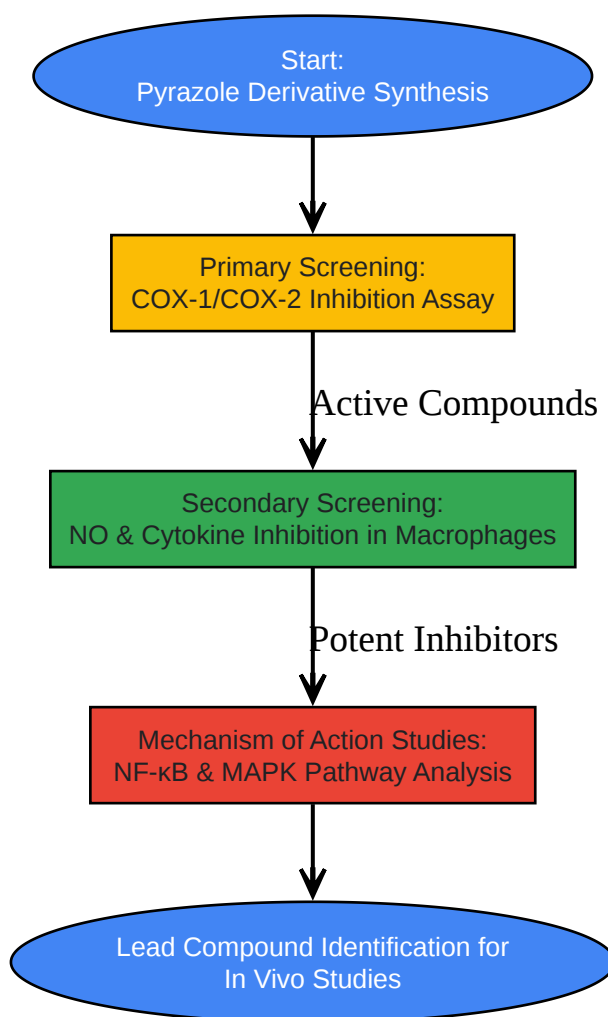 Start:
Pyrazole Derivative Synthesis
Primary Screening:
COX-1/COX-2 Inhibition Assay
Active Compounds
Secondary Screening:
NO & Cytokine Inhibition in Macrophages
Potent Inhibitors
Mechanism of Action Studies:
NF-κB & MAPK Pathway Analysis
Lead Compound Identification for
In Vivo Studies